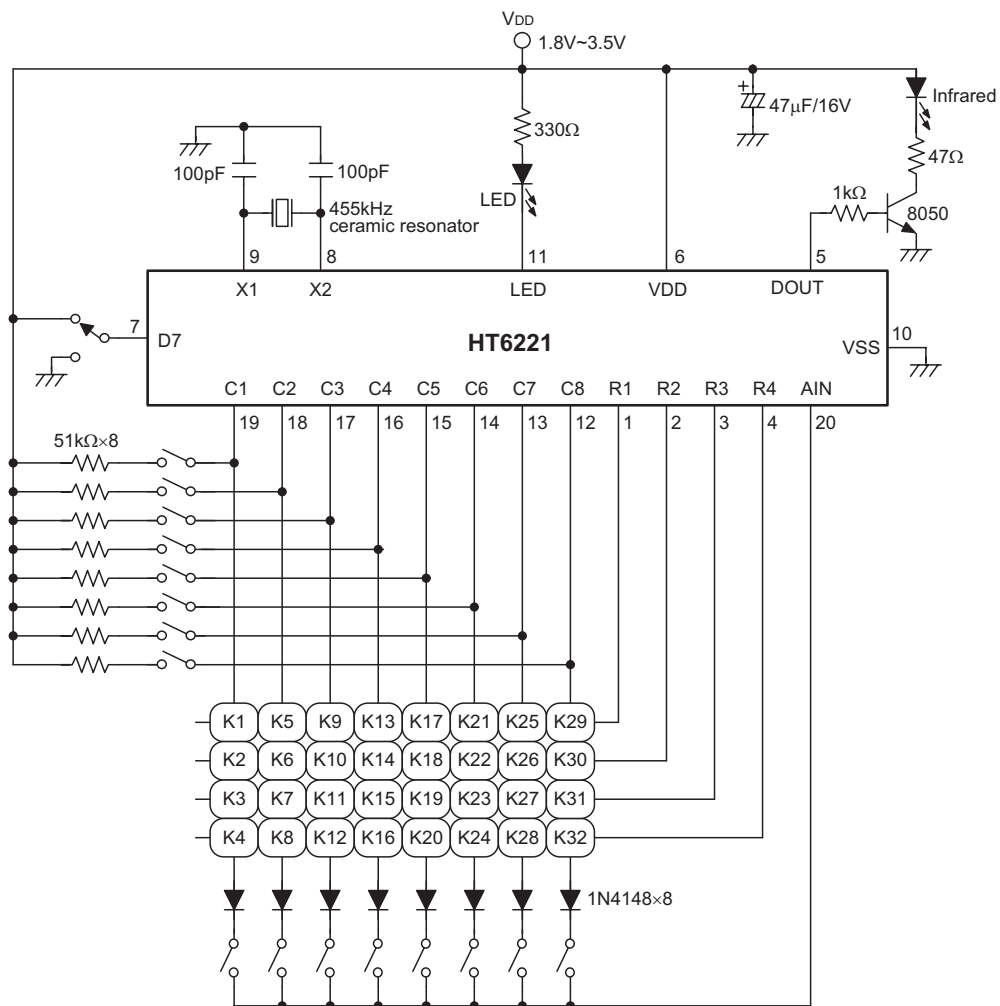 VDD
1.8V~3.5V
Infrared
47µF/16V
330Ω
47Ω
100pF
100pF
LED
1kΩ
455kHz
ceramic resonator
8050
9
8
11
6
5
X1
X2
LED
VDD
DOUT
7
D7
HT6221
10
VSS
C1
C2
C3
C4
C5
C6
C7
C8
R1
R2
R3
R4
AIN
19
18
17
16
15
14
13
12
1
2
3
4
20
51kΩ×8
K1
K5
K9
K13
K17
K21
K25
K29
K2
K6
K10
K14
K18
K22
K26
K30
K3
K7
K11
K15
K19
K23
K27
K31
K4
K8
K12
K16
K20
K24
K28
K32
1N4148×8